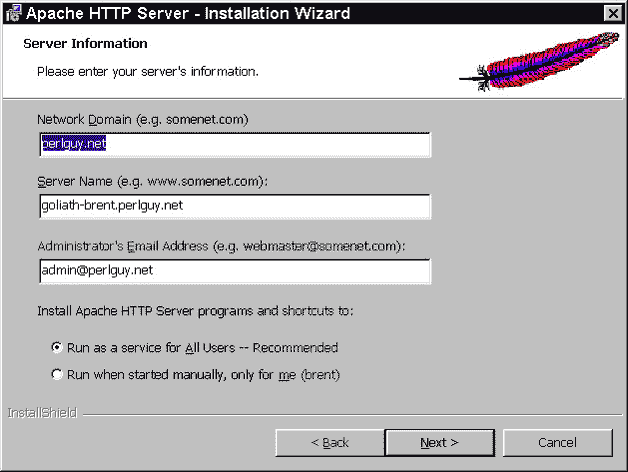 Apache HTTP Server - Installation Wizard
Server Information
Please enter your server's information.
Network Domain (e.g. somenet.com)
perlguy.net
Server Name (e.g. www.somenet.com):
goliath-brent.perlguy.net
Administrator's Email Address (e.g. webmaster@somenet.com):
admin@perlguy.net
Install Apache HTTP Server programs and shortcuts to:
Run as a service for All Users -- Recommended
Run when started manually, only for me (brent)
InstallShield
< Back Next > Cancel